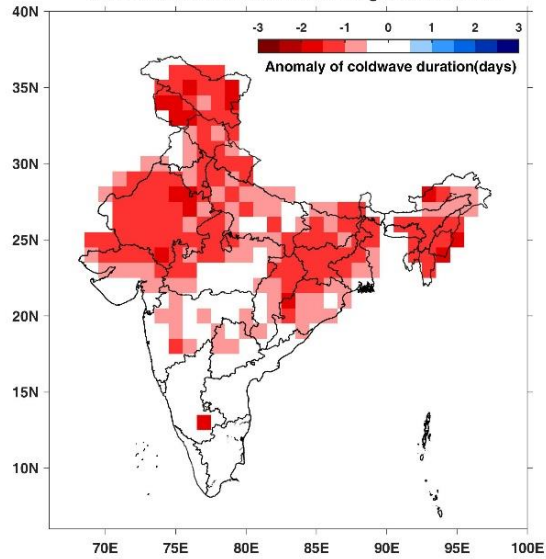 40N
-3 -2 -1 0 1 2 3
Anomaly of coldwave duration(days)
35N
30N
25N
20N
15N
10N
70E 75E 80E 85E 90E 95E 100E